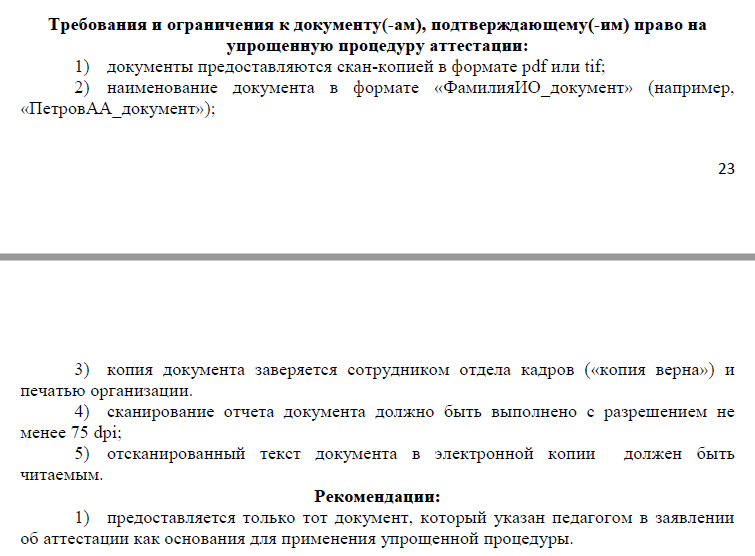 Требования и ограничения к документу(-ам), подтверждающему(-им) право на
упрощенную процедуру аттестации:
1) документы предоставляются скан-копией в формате pdf или tif;
2) наименование документа в формате «ФамилияИО_документ» (например,
«ПетровАА_документ»);
23
3) копия документа заверяется сотрудником отдела кадров («копия верна») и
печатью организации.
4) сканирование отчета документа должно быть выполнено с разрешением не
менее 75 dpi;
5) отсканированный текст документа в электронной копии должен быть
читаемым.
Рекомендации:
1) предоставляется только тот документ, который указан педагогом в заявлении
об аттестации как основания для применения упрощенной процедуры.